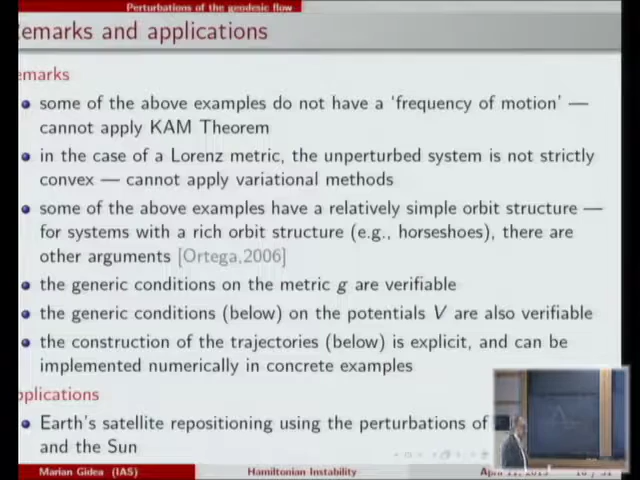 Perturbations of the geodesic flow
emarks and applications
emarks
some of the above examples do not have a ‘frequency of motion’ —
cannot apply KAM Theorem
in the case of a Lorenz metric, the unperturbed system is not strictly
convex — cannot apply variational methods
some of the above examples have a relatively simple orbit structure —
for systems with a rich orbit structure (e.g., horseshoes), there are
other arguments [Ortega,2006]
the generic conditions on the metric g are verifiable
the generic conditions (below) on the potentials V are also verifiable
the construction of the trajectories (below) is explicit, and can be
implemented numerically in concrete examples
pplications
Earth's satellite repositioning using the perturbations of
and the Sun
Marian Gidea (IAS) Hamiltonian Instability